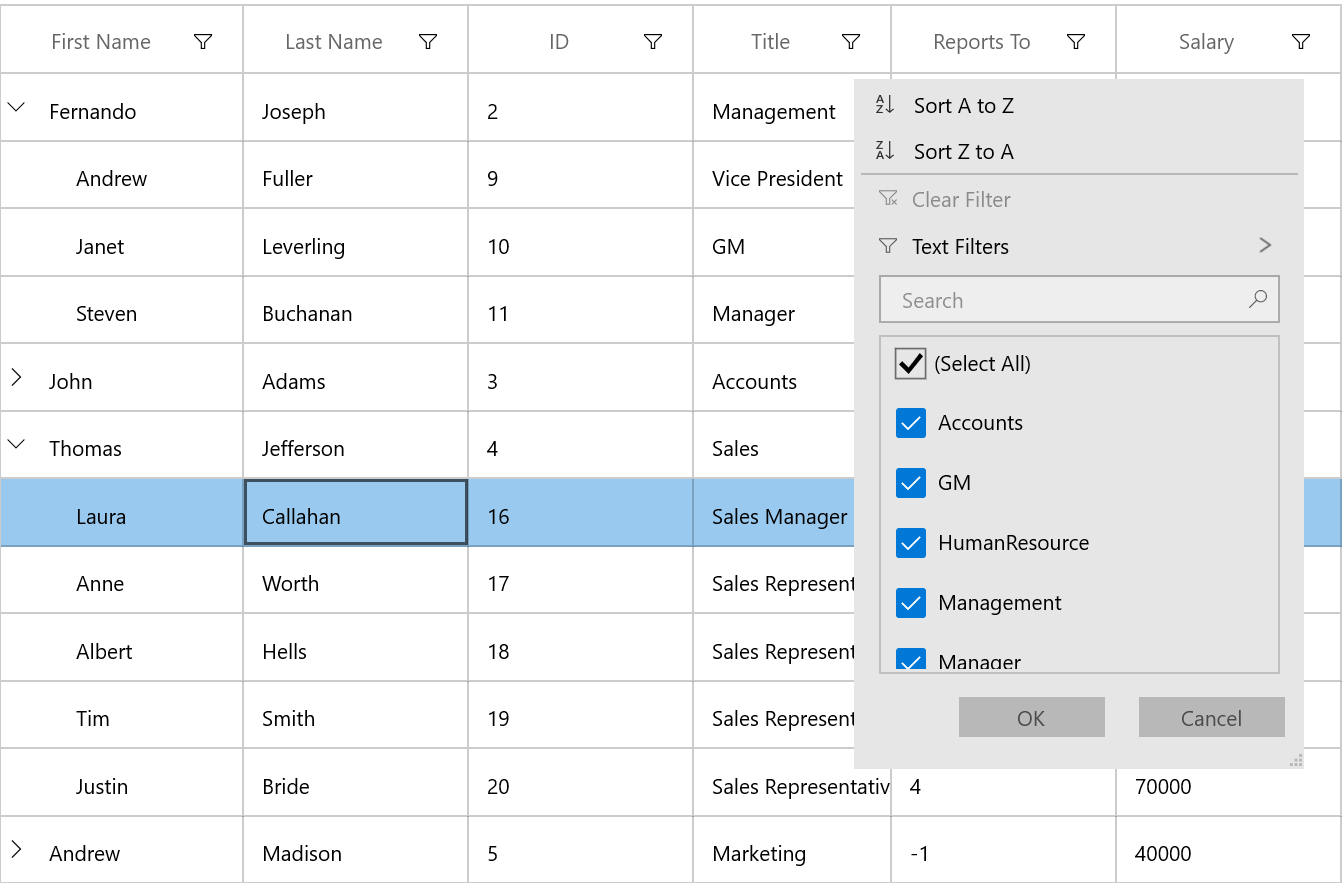 First Name Last Name ID Title Reports To Salary
Fernando Joseph 2 Management
Andrew Fuller 9 Vice President
Janet Leverling 10 GM
Steven Buchanan 11 Manager
John Adams 3 Accounts
Thomas Jefferson 4 Sales
Laura Callahan 16 Sales Manager
Anne Worth 17 Sales Represent
Albert Hells 18 Sales Represent
Tim Smith 19 Sales Represent
Justin Bride 20 Sales Representativ 4 70000
Andrew Madison 5 Marketing -1 40000
Sort A to Z
Sort Z to A
Clear Filter
Text Filters
Search
(Select All)
Accounts
GM
HumanResource
Management
Manager
OK Cancel